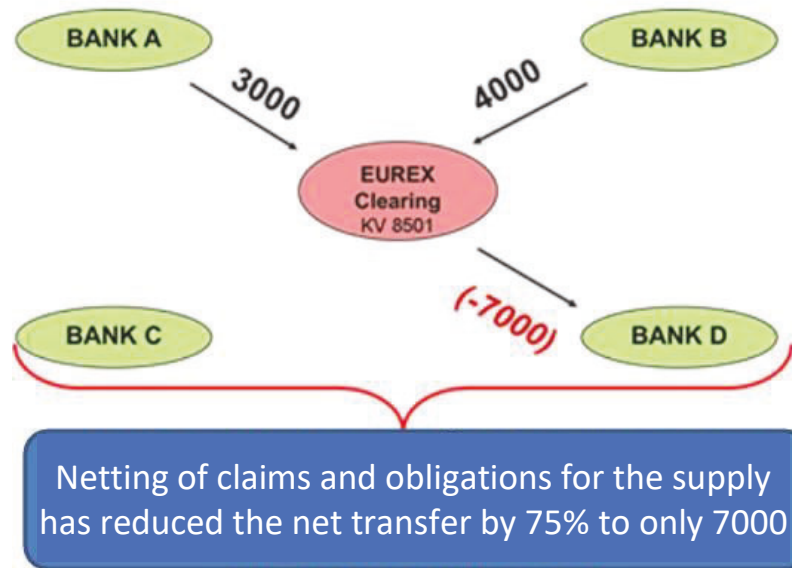 BANK A
BANK B
3000
4000
EUREX
Clearing
KV 8501
(-7000)
BANK C
BANK D
Netting of claims and obligations for the supply
has reduced the net transfer by 75% to only 7000